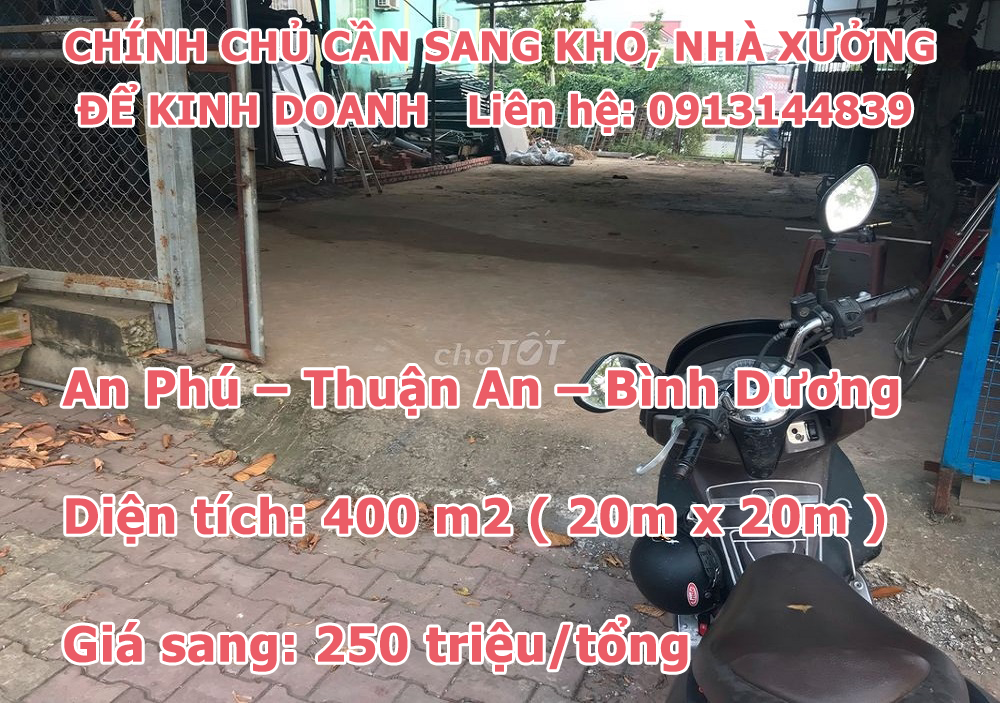 CHÍNH CHỦ CẦN SANG KHO, NHÀ XƯỞNG
ĐỂ KINH DOANH Liên hệ: 0913144839
choTỐT
An Phú – Thuận An – Bình Dương
Diện tích: 400 m2 ( 20m x 20m )
Giá sang: 250 triệu/tổng